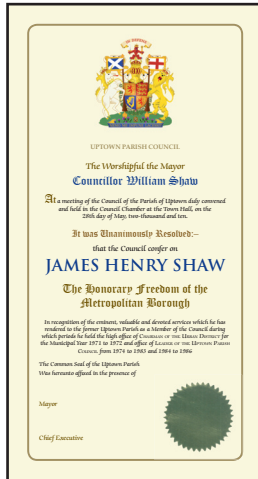 UPTOWN PARISH COUNCIL
The Worshipful the Mayor
Councillor William Shaw
At a meeting of the Council of the Parish of Uptown duly convened
and held in the Council Chamber at the Town Hall, on the
28th day of May, two-thousand and ten.
It was Unanimously Resolved:-
that the Council confer on
JAMES HENRY SHAW
The Honorary Freedom of the
Metropolitan Borough
In recognition of the eminent, valuable and devoted services which he has
rendered to the former Uptown Parish as a Member of the Council during
which periods he held the high office of CHAIRMAN OF THE URBAN DISTRICT for
the Municipal Year 1971 to 1972 and office of LEADER OF THE UPTOWN PARISH
COUNCIL from 1974 to 1983 and 1984 to 1986
The Common Seal of the Uptown Parish
Was hereunto affixed in the presence of
Mayor
Chief Executive